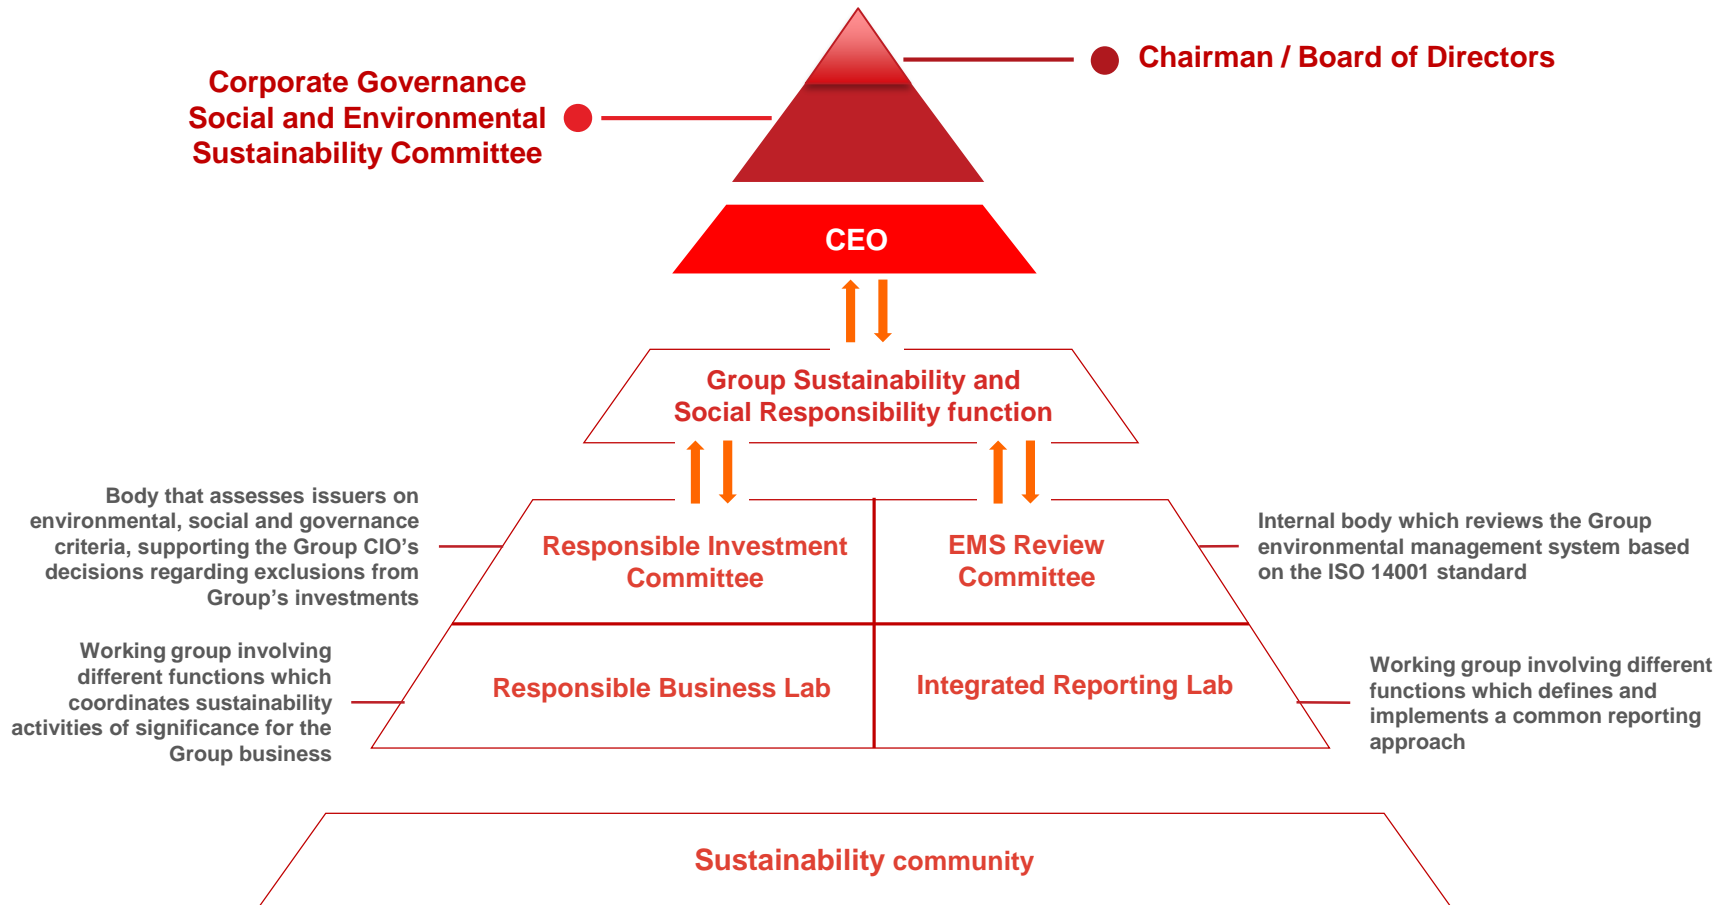 Chairman / Board of Directors
Corporate Governance
Social and Environmental
Sustainability Committee
CEO
Group Sustainability and
Social Responsibility function
Body that assesses issuers on
environmental, social and governance
criteria, supporting the Group CIO's
decisions regarding exclusions from
Group's investments
Responsible Investment
Committee
EMS Review
Committee
Internal body which reviews the Group
environmental management system based
on the ISO 14001 standard
Working group involving
different functions which
coordinates sustainability
activities of significance for the
Group business
Responsible Business Lab
Integrated Reporting Lab
Working group involving different
functions which defines and
implements a common reporting
approach
Sustainability community